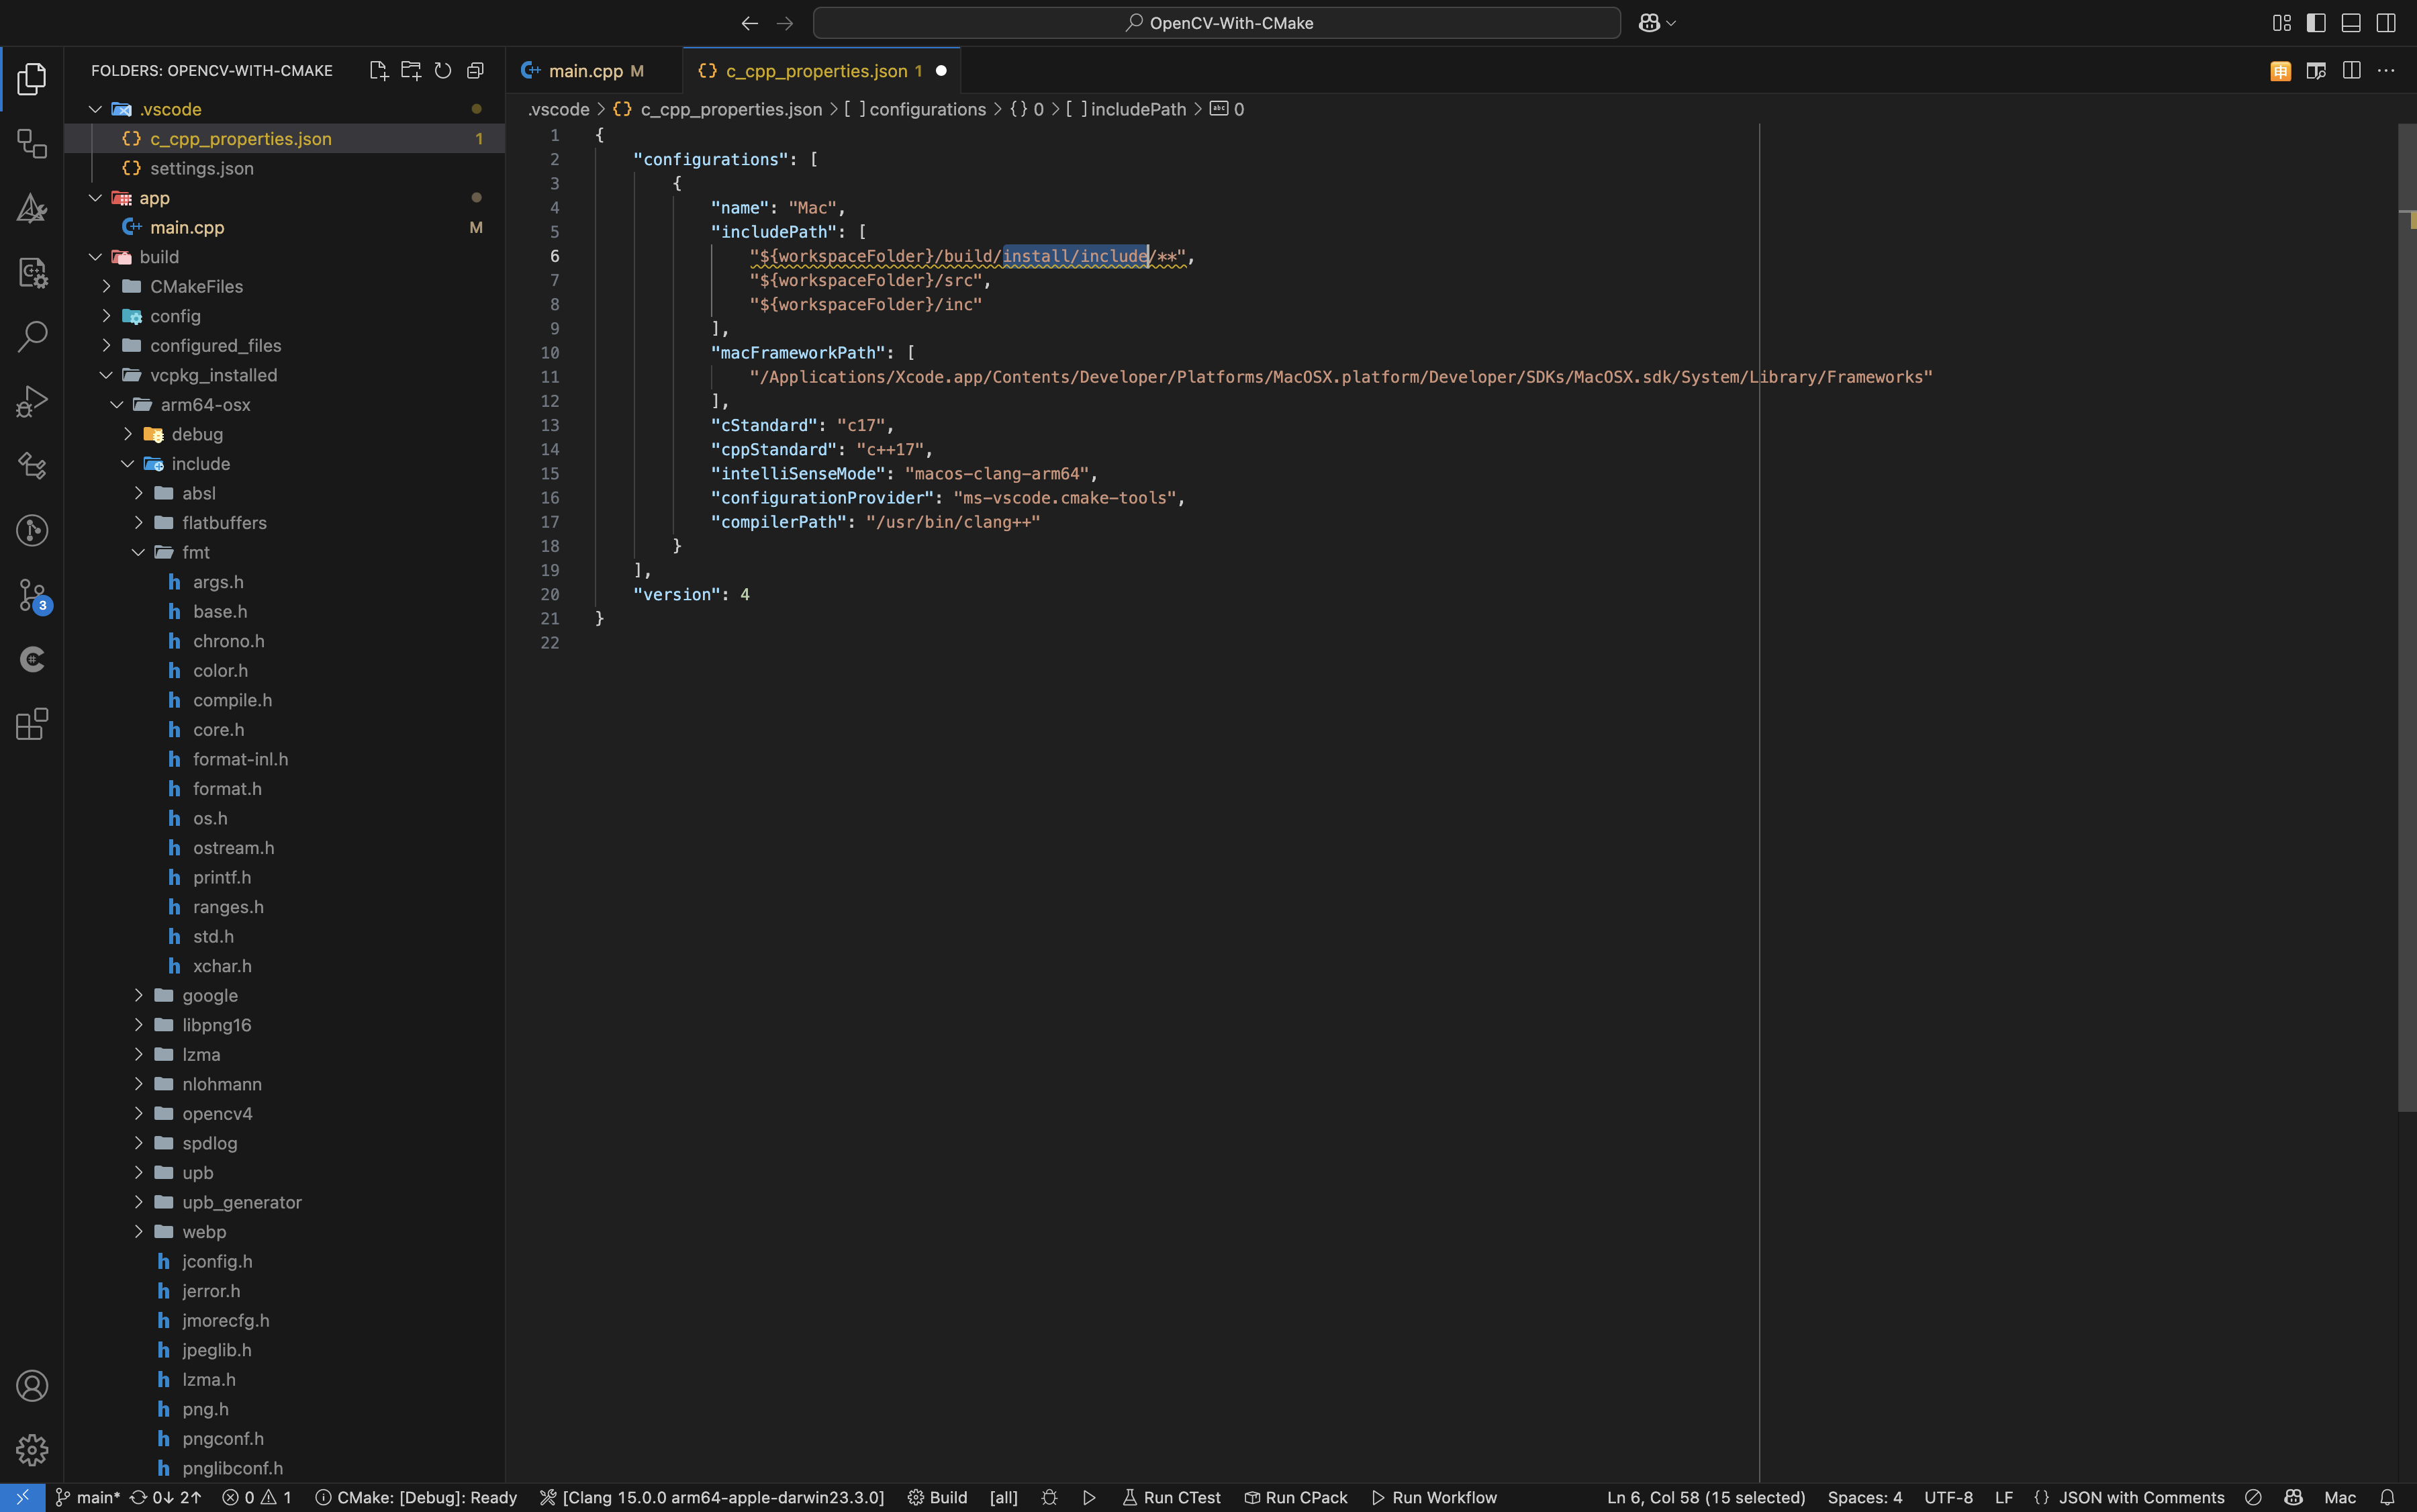 OpenCV-With-CMake
FOLDERS: OPENCV-WITH-CMAKE
.vscode
c_cpp_properties.json 1
settings.json
app
main.cpp M
build
CMakeFiles
config
configured_files
vcpkg_installed
arm64-osx
debug
include
absl
flatbuffers
fmt
args.h
base.h
chrono.h
color.h
compile.h
core.h
format-inl.h
format.h
os.h
ostream.h
printf.h
ranges.h
std.h
xchar.h
google
libpng16
lzma
nlohmann
opencv4
spdlog
upb
upb_generator
webp
jconfig.h
jerror.h
jmorecfg.h
jpeglib.h
lzma.h
png.h
pngconf.h
pnglibconf.h
3
main.cpp M
{} c_cpp_properties.json 1
.vscode > {} c_cpp_properties.json > [ ] configurations > {} 0 > [ ] includePath > abc 0
1 {
2 "configurations": [
3 {
4 "name": "Mac",
5 "includePath": [
6 "${workspaceFolder}/build/install/include/**",
7 "${workspaceFolder}/src",
8 "${workspaceFolder}/inc"
9 ],
10 "macFrameworkPath": [
11 "/Applications/Xcode.app/Contents/Developer/Platforms/MacOSX.platform/Developer/SDKs/MacOSX.sdk/System/Library/Frameworks"
12 ],
13 "cStandard": "c17",
14 "cppStandard": "c++17",
15 "intelliSenseMode": "macos-clang-arm64",
16 "configurationProvider": "ms-vscode.cmake-tools",
17 "compilerPath": "/usr/bin/clang++"
18 }
19 ],
20 "version": 4
21 }
22
main* 0↓ 2↑ 0 1 CMake: [Debug]: Ready [Clang 15.0.0 arm64-apple-darwin23.3.0] Build [all] Run CTest Run CPack Run Workflow Ln 6, Col 58 (15 selected) Spaces: 4 UTF-8 LF {} JSON with Comments Mac